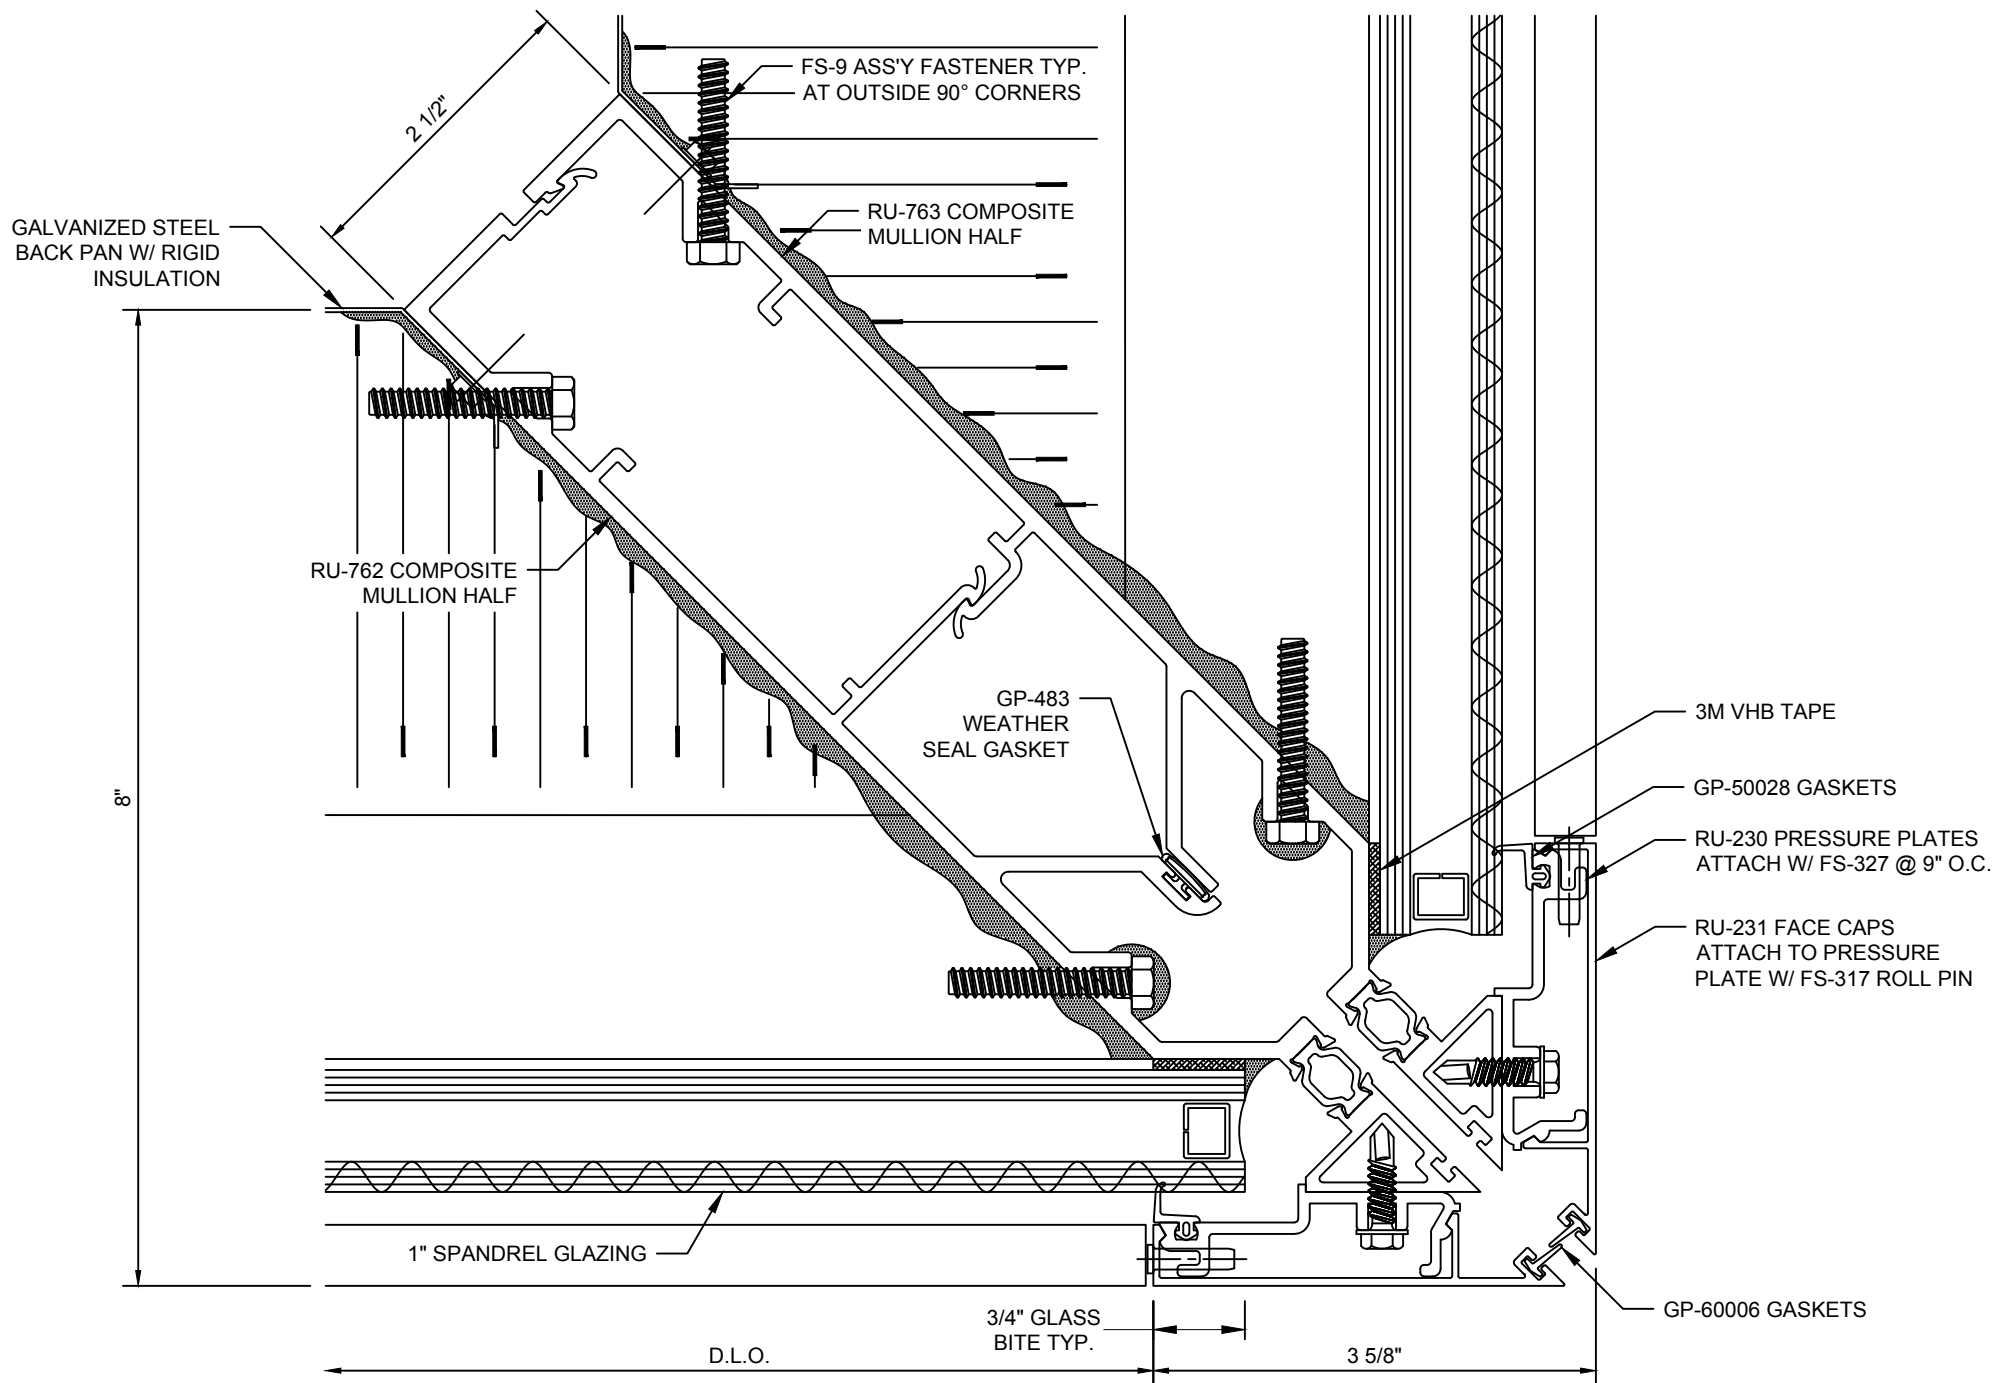 2 1/2"
FS-9 ASS'Y FASTENER TYP.
AT OUTSIDE 90° CORNERS
GALVANIZED STEEL
BACK PAN W/ RIGID
INSULATION
RU-763 COMPOSITE
MULLION HALF
RU-762 COMPOSITE
MULLION HALF
GP-483
WEATHER
SEAL GASKET
3M VHB TAPE
GP-50028 GASKETS
8"
RU-230 PRESSURE PLATES
ATTACH W/ FS-327 @ 9" O.C.
RU-231 FACE CAPS
ATTACH TO PRESSURE
PLATE W/ FS-317 ROLL PIN
1" SPANDREL GLAZING
GP-60006 GASKETS
3/4" GLASS
BITE TYP.
D.L.O.
3 5/8"